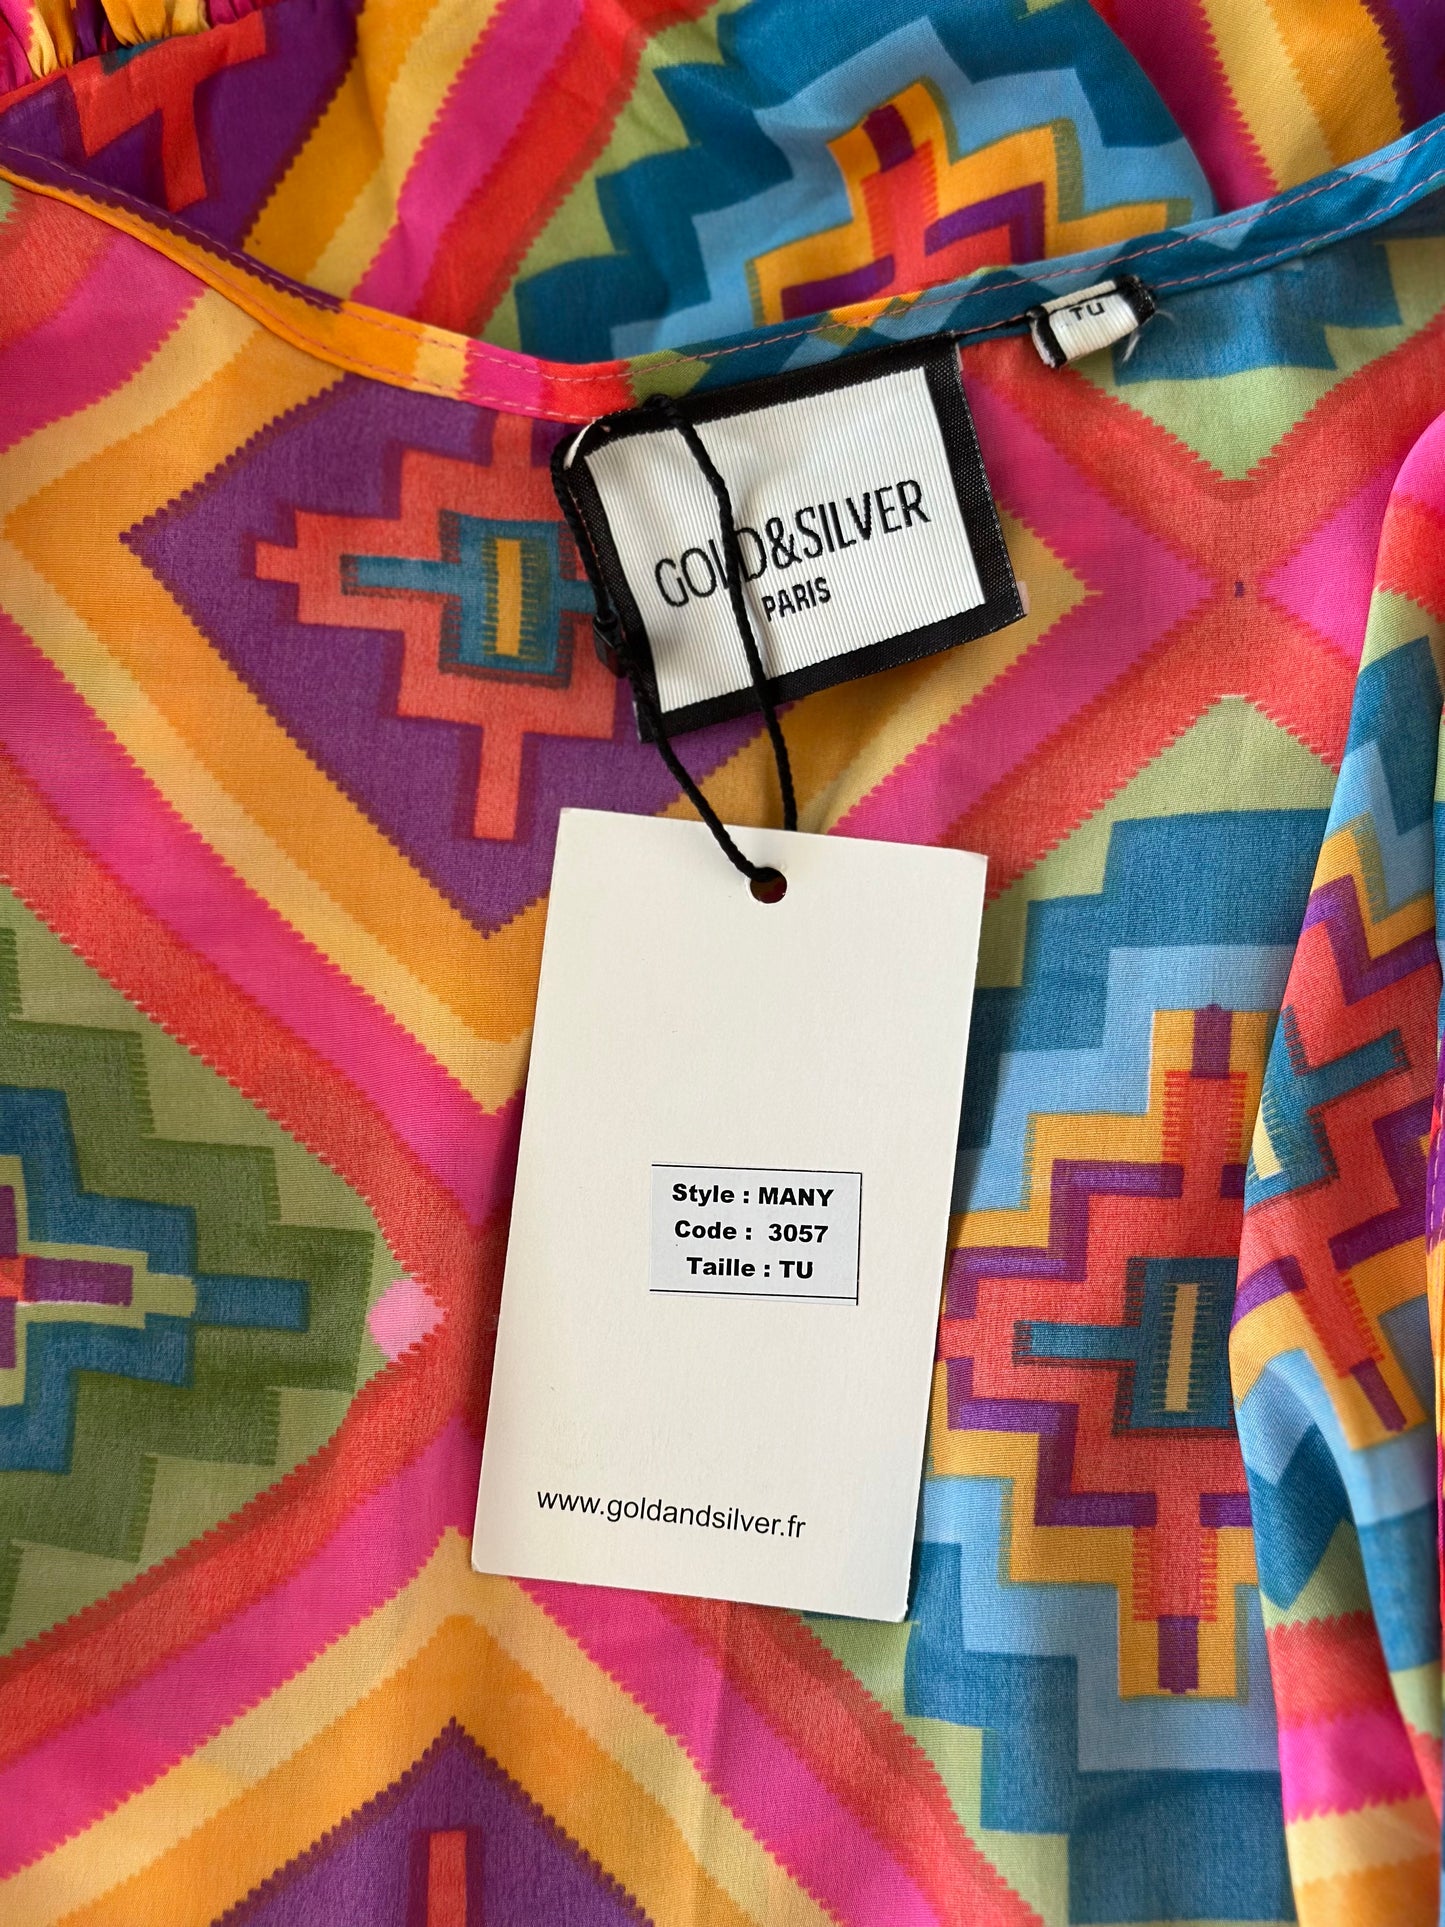 TU
GOLD&SILVER
PARIS
Style : MANY
Code : 3057
Taille : TU
www.goldandsilver.fr